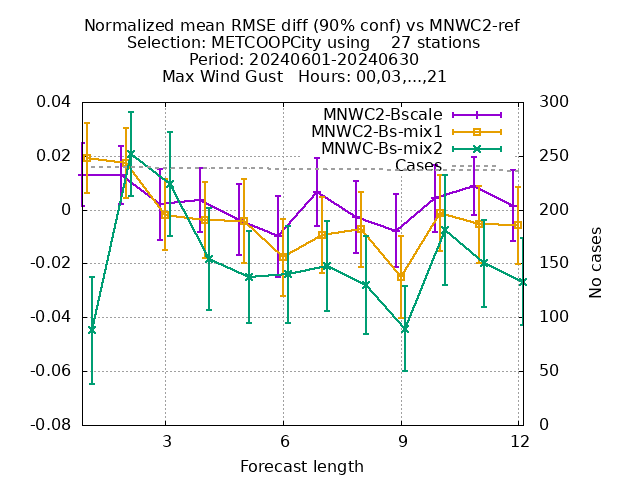 Normalized mean RMSE diff (90% conf) vs MNWC2-ref
Selection: METCOOPCity using    27 stations
Period: 20240601-20240630
Max Wind Gust   Hours: 00,03,...,21
MNWC2-Bscale
MNWC2-Bs-mix1
MNWC-Bs-mix2
Cases
0.04
0.02
0
-0.02
-0.04
-0.06
-0.08
300
250
200
150
100
50
0
No cases
3
6
9
12
Forecast length